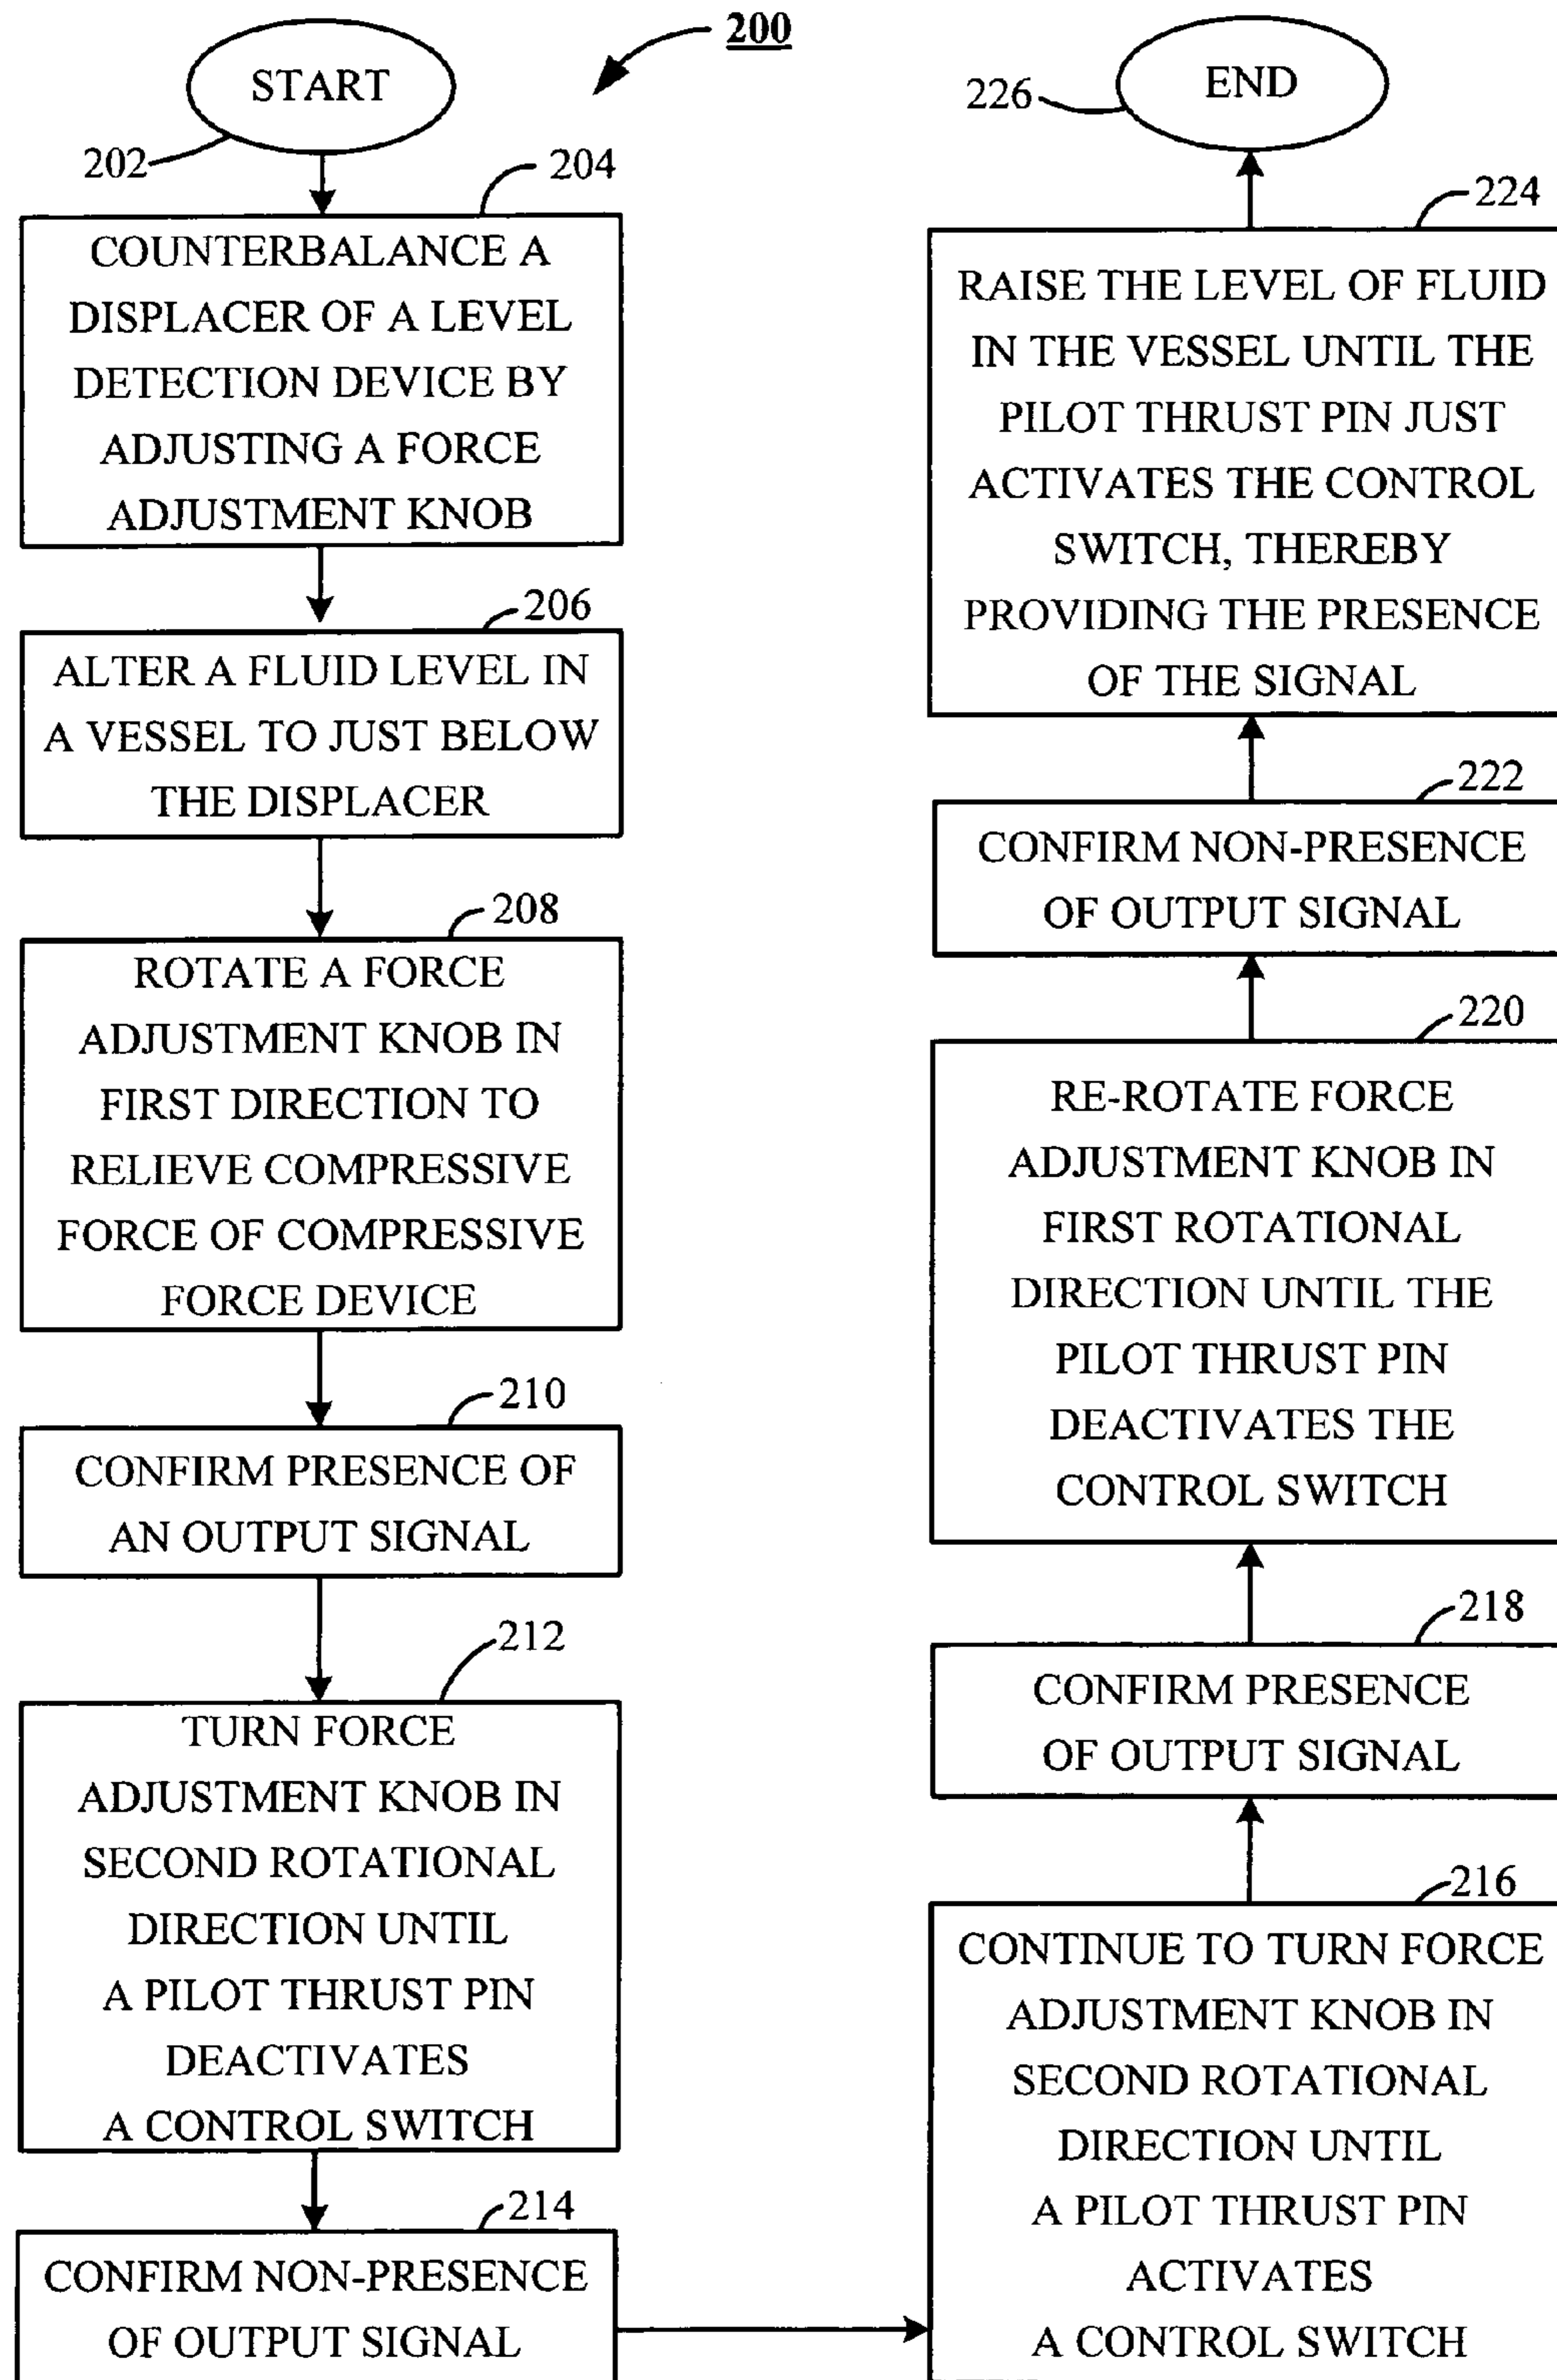 200
START
202
204
COUNTERBALANCE A
DISPLACER OF A LEVEL
DETECTION DEVICE BY
ADJUSTING A FORCE
ADJUSTMENT KNOB
206
ALTER A FLUID LEVEL IN
A VESSEL TO JUST BELOW
THE DISPLACER
208
ROTATE A FORCE
ADJUSTMENT KNOB IN
FIRST DIRECTION TO
RELIEVE COMPRESSIVE
FORCE OF COMPRESSIVE
FORCE DEVICE
210
CONFIRM PRESENCE OF
AN OUTPUT SIGNAL
212
TURN FORCE
ADJUSTMENT KNOB IN
SECOND ROTATIONAL
DIRECTION UNTIL
A PILOT THRUST PIN
DEACTIVATES
A CONTROL SWITCH
214
CONFIRM NON-PRESENCE
OF OUTPUT SIGNAL
216
CONTINUE TO TURN FORCE
ADJUSTMENT KNOB IN
SECOND ROTATIONAL
DIRECTION UNTIL
A PILOT THRUST PIN
ACTIVATES
A CONTROL SWITCH
218
CONFIRM PRESENCE
OF OUTPUT SIGNAL
220
RE-ROTATE FORCE
ADJUSTMENT KNOB IN
FIRST ROTATIONAL
DIRECTION UNTIL THE
PILOT THRUST PIN
DEACTIVATES THE
CONTROL SWITCH
222
CONFIRM NON-PRESENCE
OF OUTPUT SIGNAL
224
RAISE THE LEVEL OF FLUID
IN THE VESSEL UNTIL THE
PILOT THRUST PIN JUST
ACTIVATES THE CONTROL
SWITCH, THEREBY
PROVIDING THE PRESENCE
OF THE SIGNAL
226
END